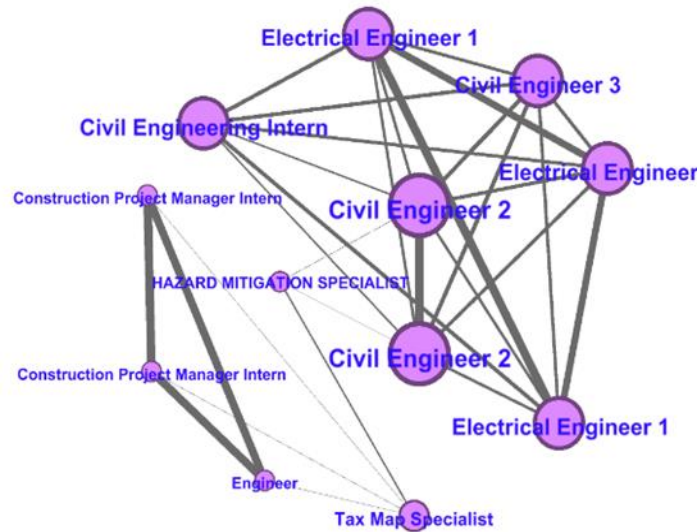 Electrical Engineer 1
Civil Engineer 3
Civil Engineering Intern
Electrical Engineer
Construction Project Manager Intern
Civil Engineer 2
HAZARD MITIGATION SPECIALIST
Civil Engineer 2
Construction Project Manager Intern
Electrical Engineer 1
Engineer
Tax Map Specialist